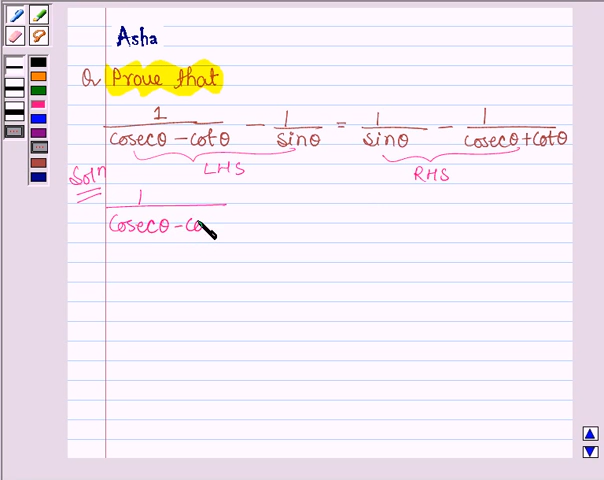 Asha
Q Prove that
1/(cosecθ - cotθ) - 1/sinθ = 1/sinθ - 1/(cosecθ + cotθ)
LHS RHS
Soln
1/(cosecθ - co